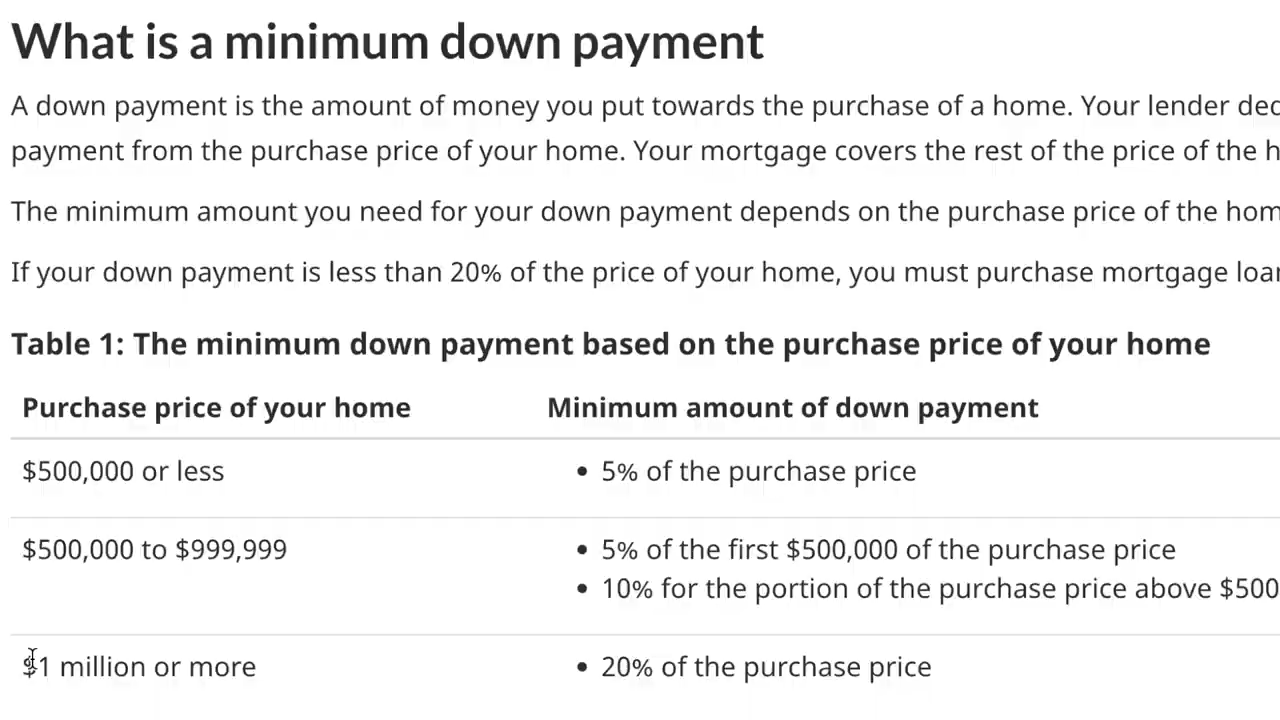 What is a minimum down payment
A down payment is the amount of money you put towards the purchase of a home. Your lender
payment from the purchase price of your home. Your mortgage covers the rest of the price of the
The minimum amount you need for your down payment depends on the purchase price of the
If your down payment is less than 20% of the price of your home, you must purchase mortgage
Table 1: The minimum down payment based on the purchase price of your home
Purchase price of your home Minimum amount of down payment
$500,000 or less • 5% of the purchase price
$500,000 to $999,999 • 5% of the first $500,000 of the purchase price
• 10% for the portion of the purchase price above $500
$1 million or more • 20% of the purchase price